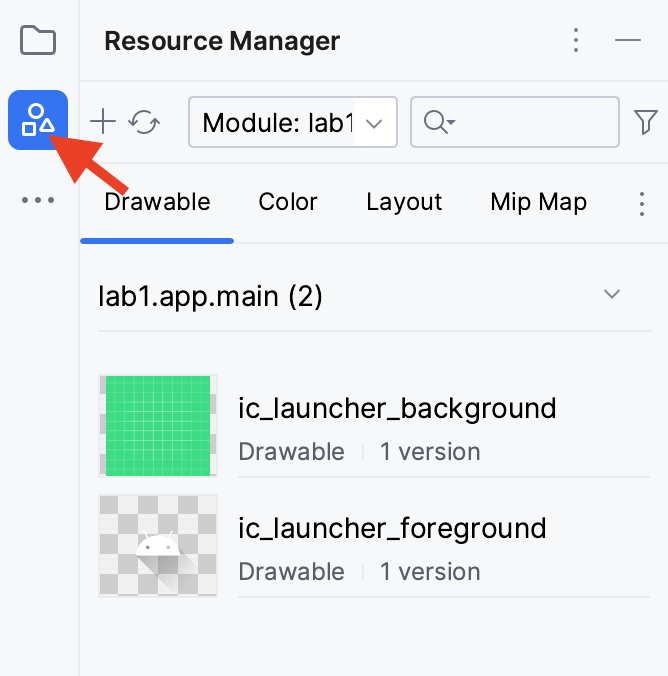 Resource Manager
Module: lab1
Drawable Color Layout Mip Map
lab1.app.main (2)
ic_launcher_background
Drawable 1 version
ic_launcher_foreground
Drawable 1 version